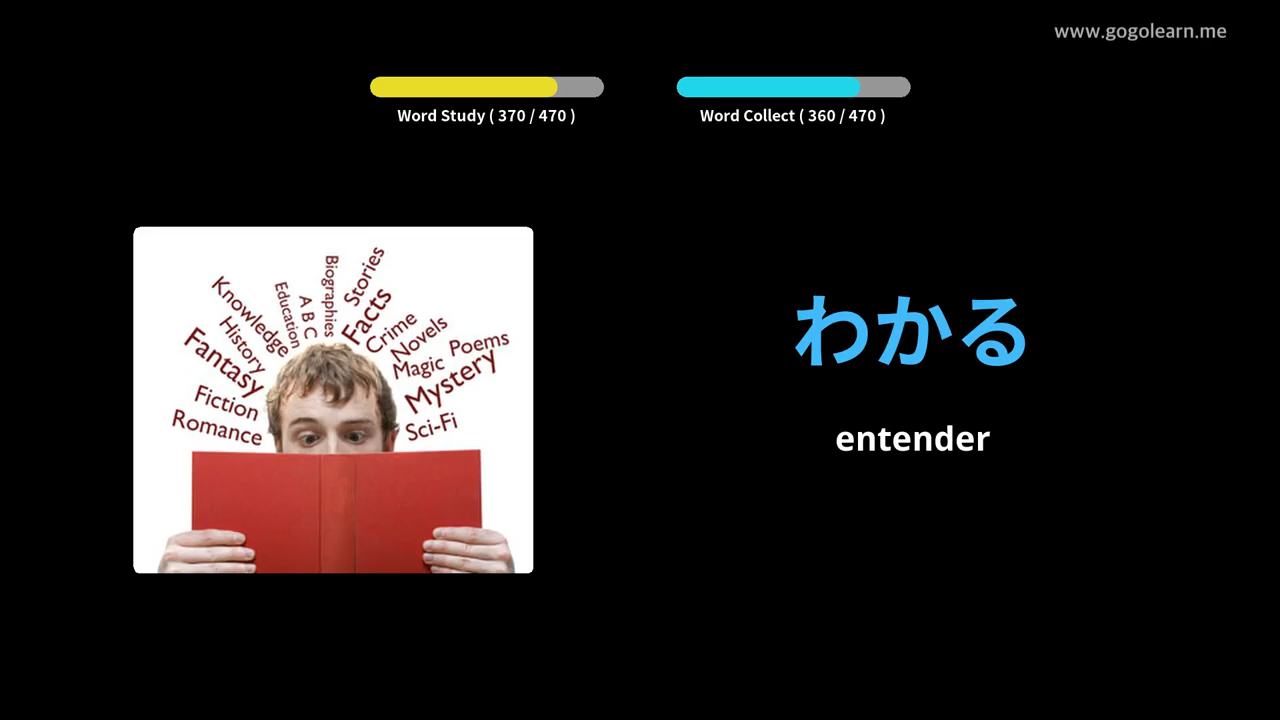 www.gogolearn.me
Word Study ( 370 / 470 )
Word Collect ( 360 / 470 )
Biographies
Stories
Education
A B C
Facts
Knowledge
History
Crime
Novels
Poems
Fantasy
Magic
Mystery
Fiction
Romance
Sci-Fi
わかる
entender